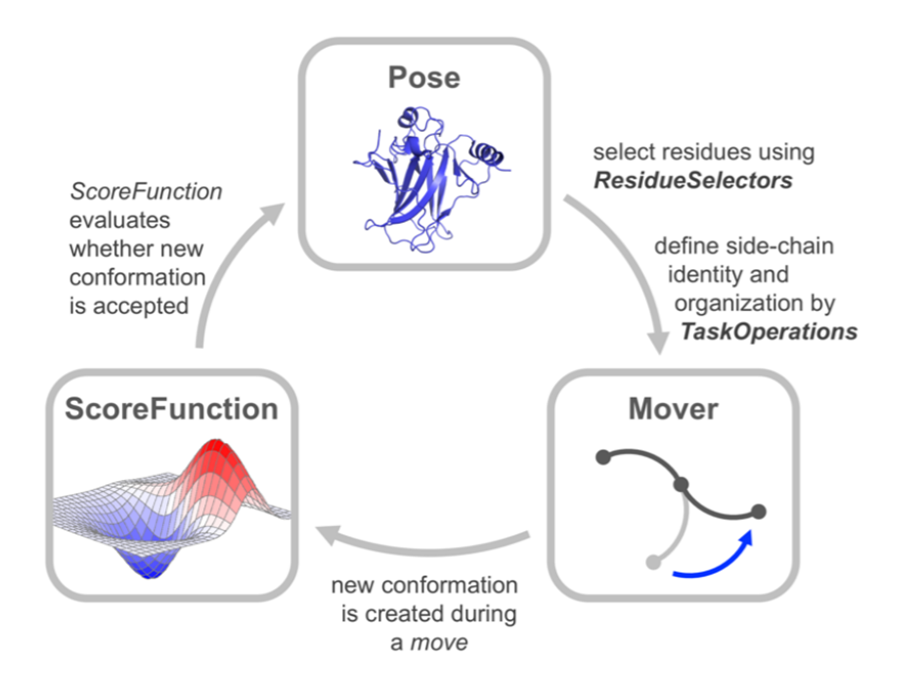 Pose
select residues using
ResidueSelectors
define side-chain
identity and
organization by
TaskOperations
Mover
new conformation
is created during
a move
ScoreFunction
ScoreFunction
evaluates
whether new
conformation
is accepted